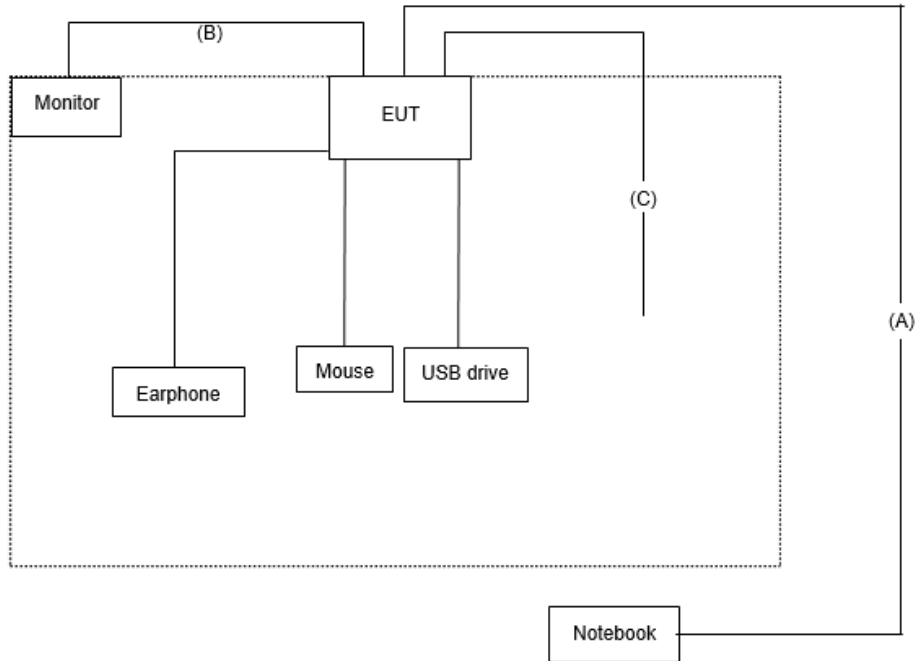 (B)
Monitor
EUT
(C)
(A)
Mouse
USB drive
Earphone
Notebook